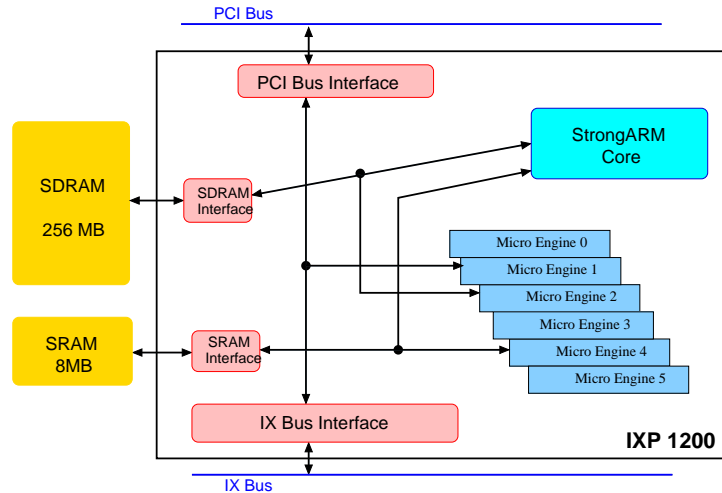 PCI Bus
PCI Bus Interface
StrongARM
Core
SDRAM
256 MB
SDRAM
Interface
Micro Engine 0
Micro Engine 1
Micro Engine 2
Micro Engine 3
Micro Engine 4
Micro Engine 5
SRAM
8MB
SRAM
Interface
IX Bus Interface
IXP 1200
IX Bus